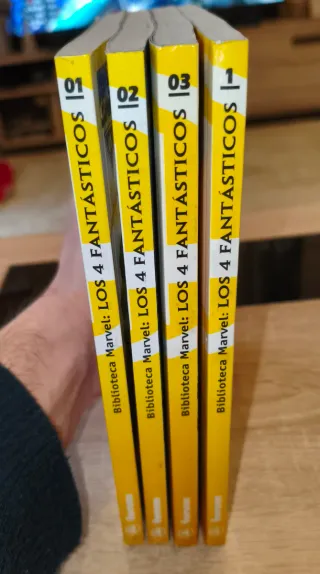 01 Biblioteca Marvel: LOS 4 FANTÁSTICOS
02 Biblioteca Marvel: LOS 4 FANTÁSTICOS
03 Biblioteca Marvel: LOS 4 FANTÁSTICOS
1 Biblioteca Marvel: LOS 4 FANTÁSTICOS